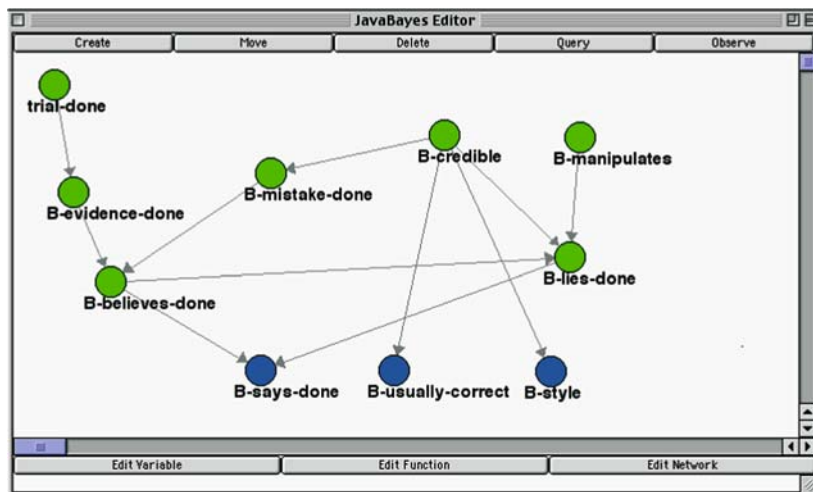 JavaBayes Editor
Create Move Delete Query Observe
trial-done
B-credible
B-manipulates
B-mistake-done
B-evidence-done
B-lies-done
B-believes-done
B-says-done
B-usually-correct
B-style
Edit Variable Edit Function Edit Network